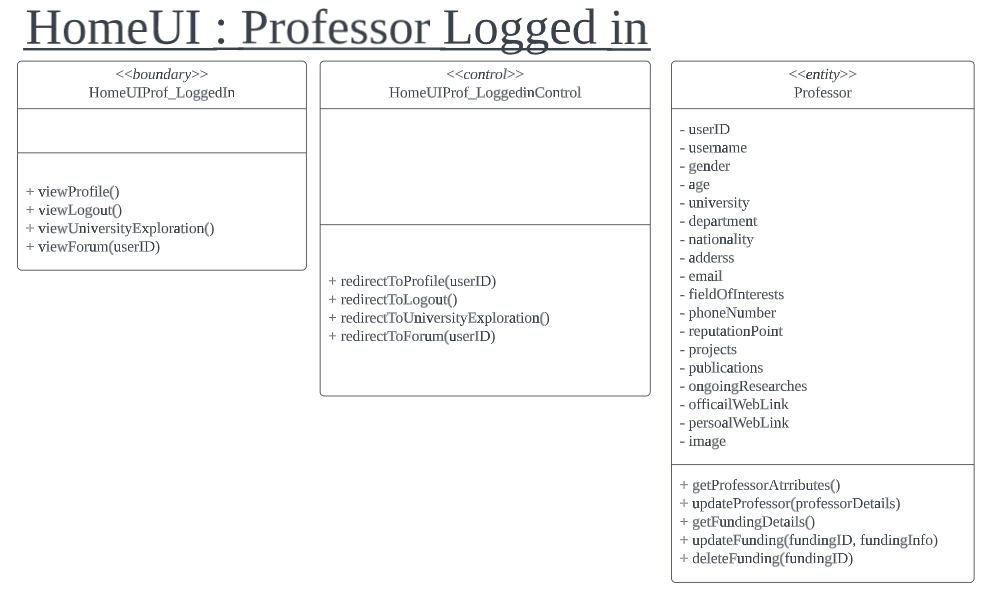 HomeUI : Professor Logged in
<<boundary>>
HomeUIProf_LoggedIn
+ viewProfile()
+ viewLogout()
+ viewUniversityExploration()
+ viewForum(userID)
<<control>>
HomeUIProf_LoggedinControl
+ redirectToProfile(userID)
+ redirectToLogout()
+ redirectToUniversityExploration()
+ redirectToForum(userID)
<<entity>>
Professor
- userID
- username
- gender
- age
- university
- department
- nationality
- adderss
- email
- fieldOfInterests
- phoneNumber
- reputationPoint
- projects
- publications
- ongoingResearches
- officailWebLink
- persoalWebLink
- image
+ getProfessorAtrributes()
+ updateProfessor(professorDetails)
+ getFundingDetails()
+ updateFunding(fundingID, fundingInfo)
+ deleteFunding(fundingID)